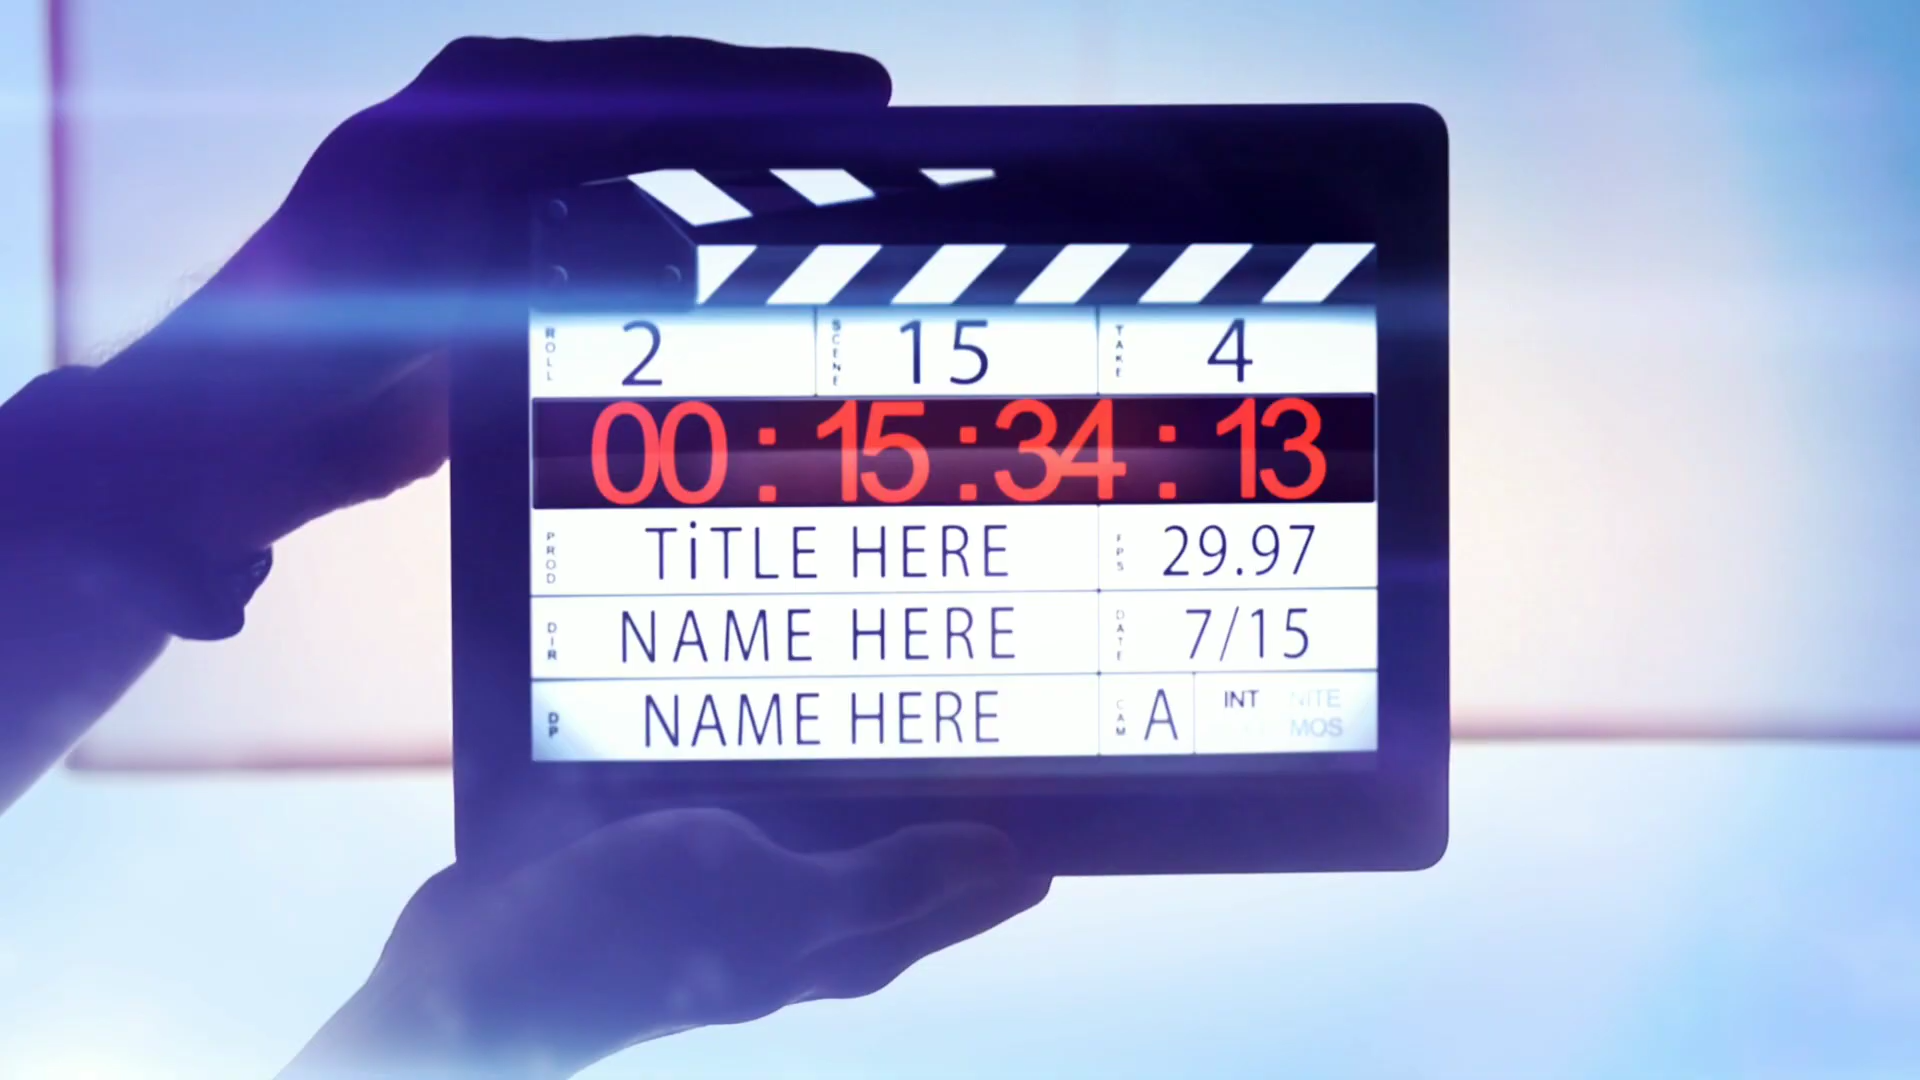 ROLL 2 SCENE 15 TAKE 4
00 : 15 : 34 : 13
PROD TiTLE HERE FPS 29.97
DIR NAME HERE DATE 7/15
DP NAME HERE CAM A INT NITE
MOS